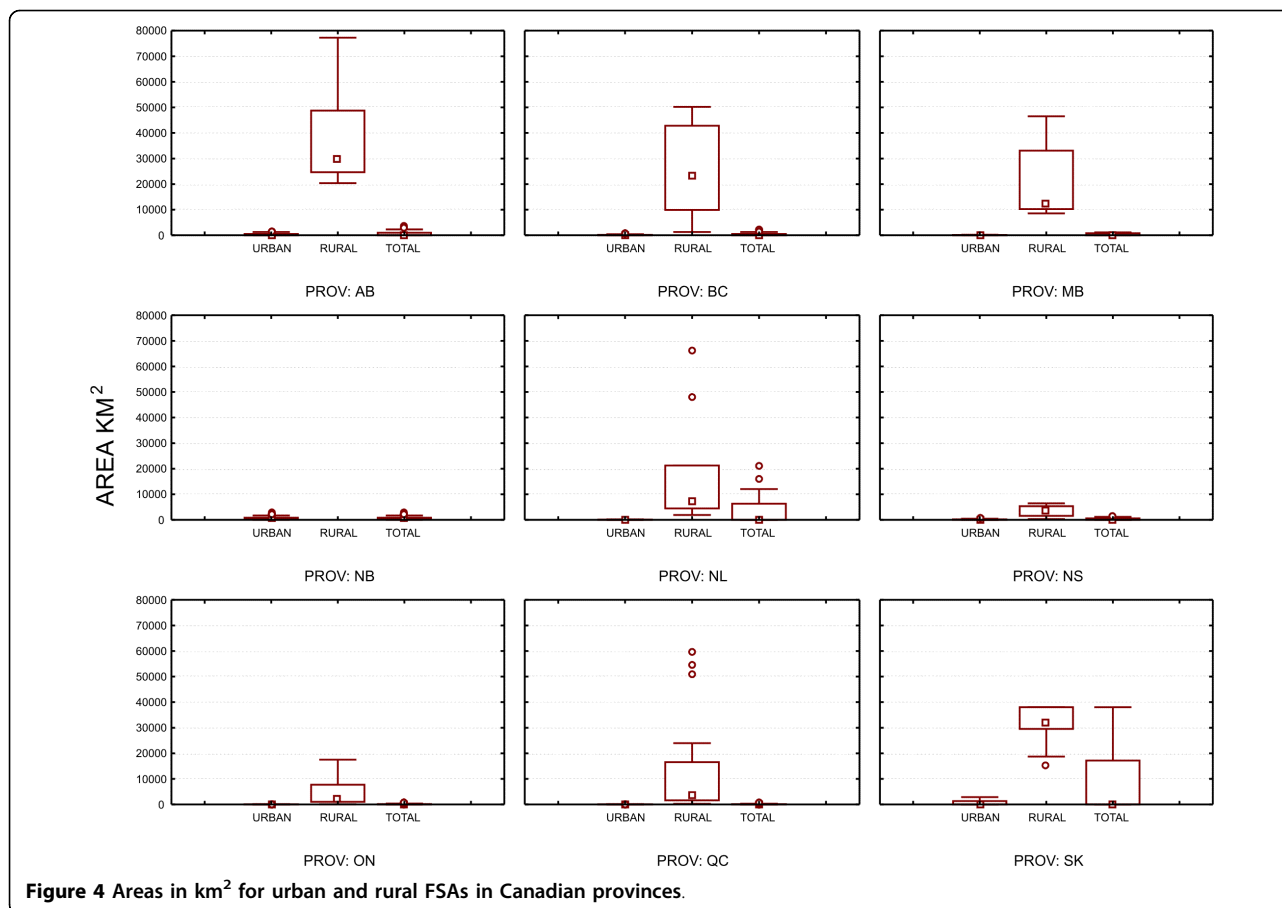 AREA KM²
80000
70000
60000
50000
40000
30000
20000
10000
0
URBAN RURAL TOTAL
URBAN RURAL TOTAL
URBAN RURAL TOTAL
PROV: AB
PROV: BC
PROV: MB
80000
70000
60000
50000
40000
30000
20000
10000
0
URBAN RURAL TOTAL
URBAN RURAL TOTAL
URBAN RURAL TOTAL
PROV: NB
PROV: NL
PROV: NS
80000
70000
60000
50000
40000
30000
20000
10000
0
URBAN RURAL TOTAL
URBAN RURAL TOTAL
URBAN RURAL TOTAL
PROV: ON
PROV: QC
PROV: SK
Figure 4 Areas in km² for urban and rural FSAs in Canadian provinces.